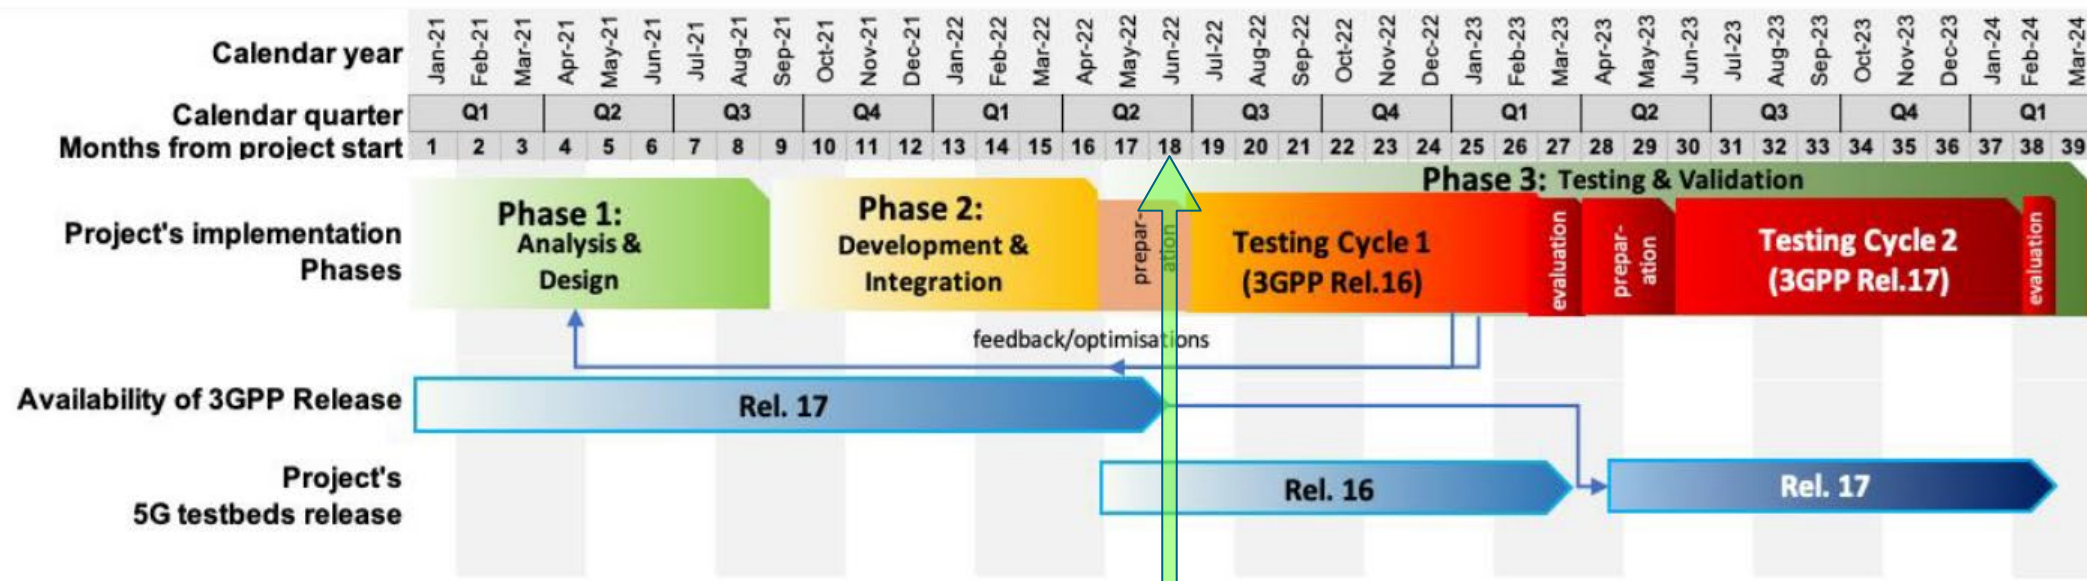 Calendar year Jan-21 Feb-21 Mar-21 Apr-21 May-21 Jun-21 Jul-21 Aug-21 Sep-21 Oct-21 Nov-21 Dec-21 Jan-22 Feb-22 Mar-22 Apr-22 May-22 Jun-22 Jul-22 Aug-22 Sep-22 Oct-22 Nov-22 Dec-22 Jan-23 Feb-23 Mar-23 Apr-23 May-23 Jun-23 Jul-23 Aug-23 Sep-23 Oct-23 Nov-23 Dec-23 Jan-24 Feb-24 Mar-24
Calendar quarter Q1 Q2 Q3 Q4 Q1 Q2 Q3 Q4 Q1 Q2 Q3 Q4 Q1
Months from project start 1 2 3 4 5 6 7 8 9 10 11 12 13 14 15 16 17 18 19 20 21 22 23 24 25 26 27 28 29 30 31 32 33 34 35 36 37 38 39
Project's implementation
Phases
Phase 1:
Analysis &
Design
Phase 2:
Development &
Integration
Phase 3: Testing & Validation
prepar-
ation
Testing Cycle 1
(3GPP Rel.16)
evaluation
prepar-
ation
Testing Cycle 2
(3GPP Rel.17)
evaluation
feedback/optimisations
Availability of 3GPP Release
Rel. 17
Project's
5G testbeds release
Rel. 16
Rel. 17